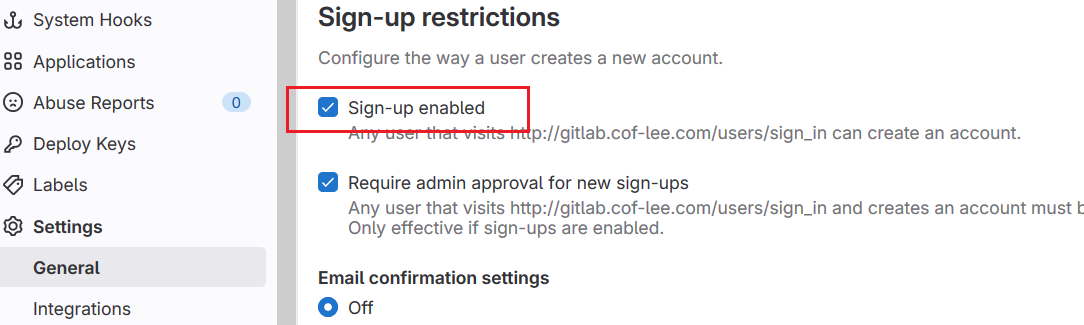 System Hooks
Applications
Abuse Reports 0
Deploy Keys
Labels
Settings
General
Integrations
Sign-up restrictions
Configure the way a user creates a new account.
Sign-up enabled
Any user that visits http://gitlab.cof-lee.com/users/sign_in can create an account.
Require admin approval for new sign-ups
Any user that visits http://gitlab.cof-lee.com/users/sign_in and creates an account must
Only effective if sign-ups are enabled.
Email confirmation settings
Off